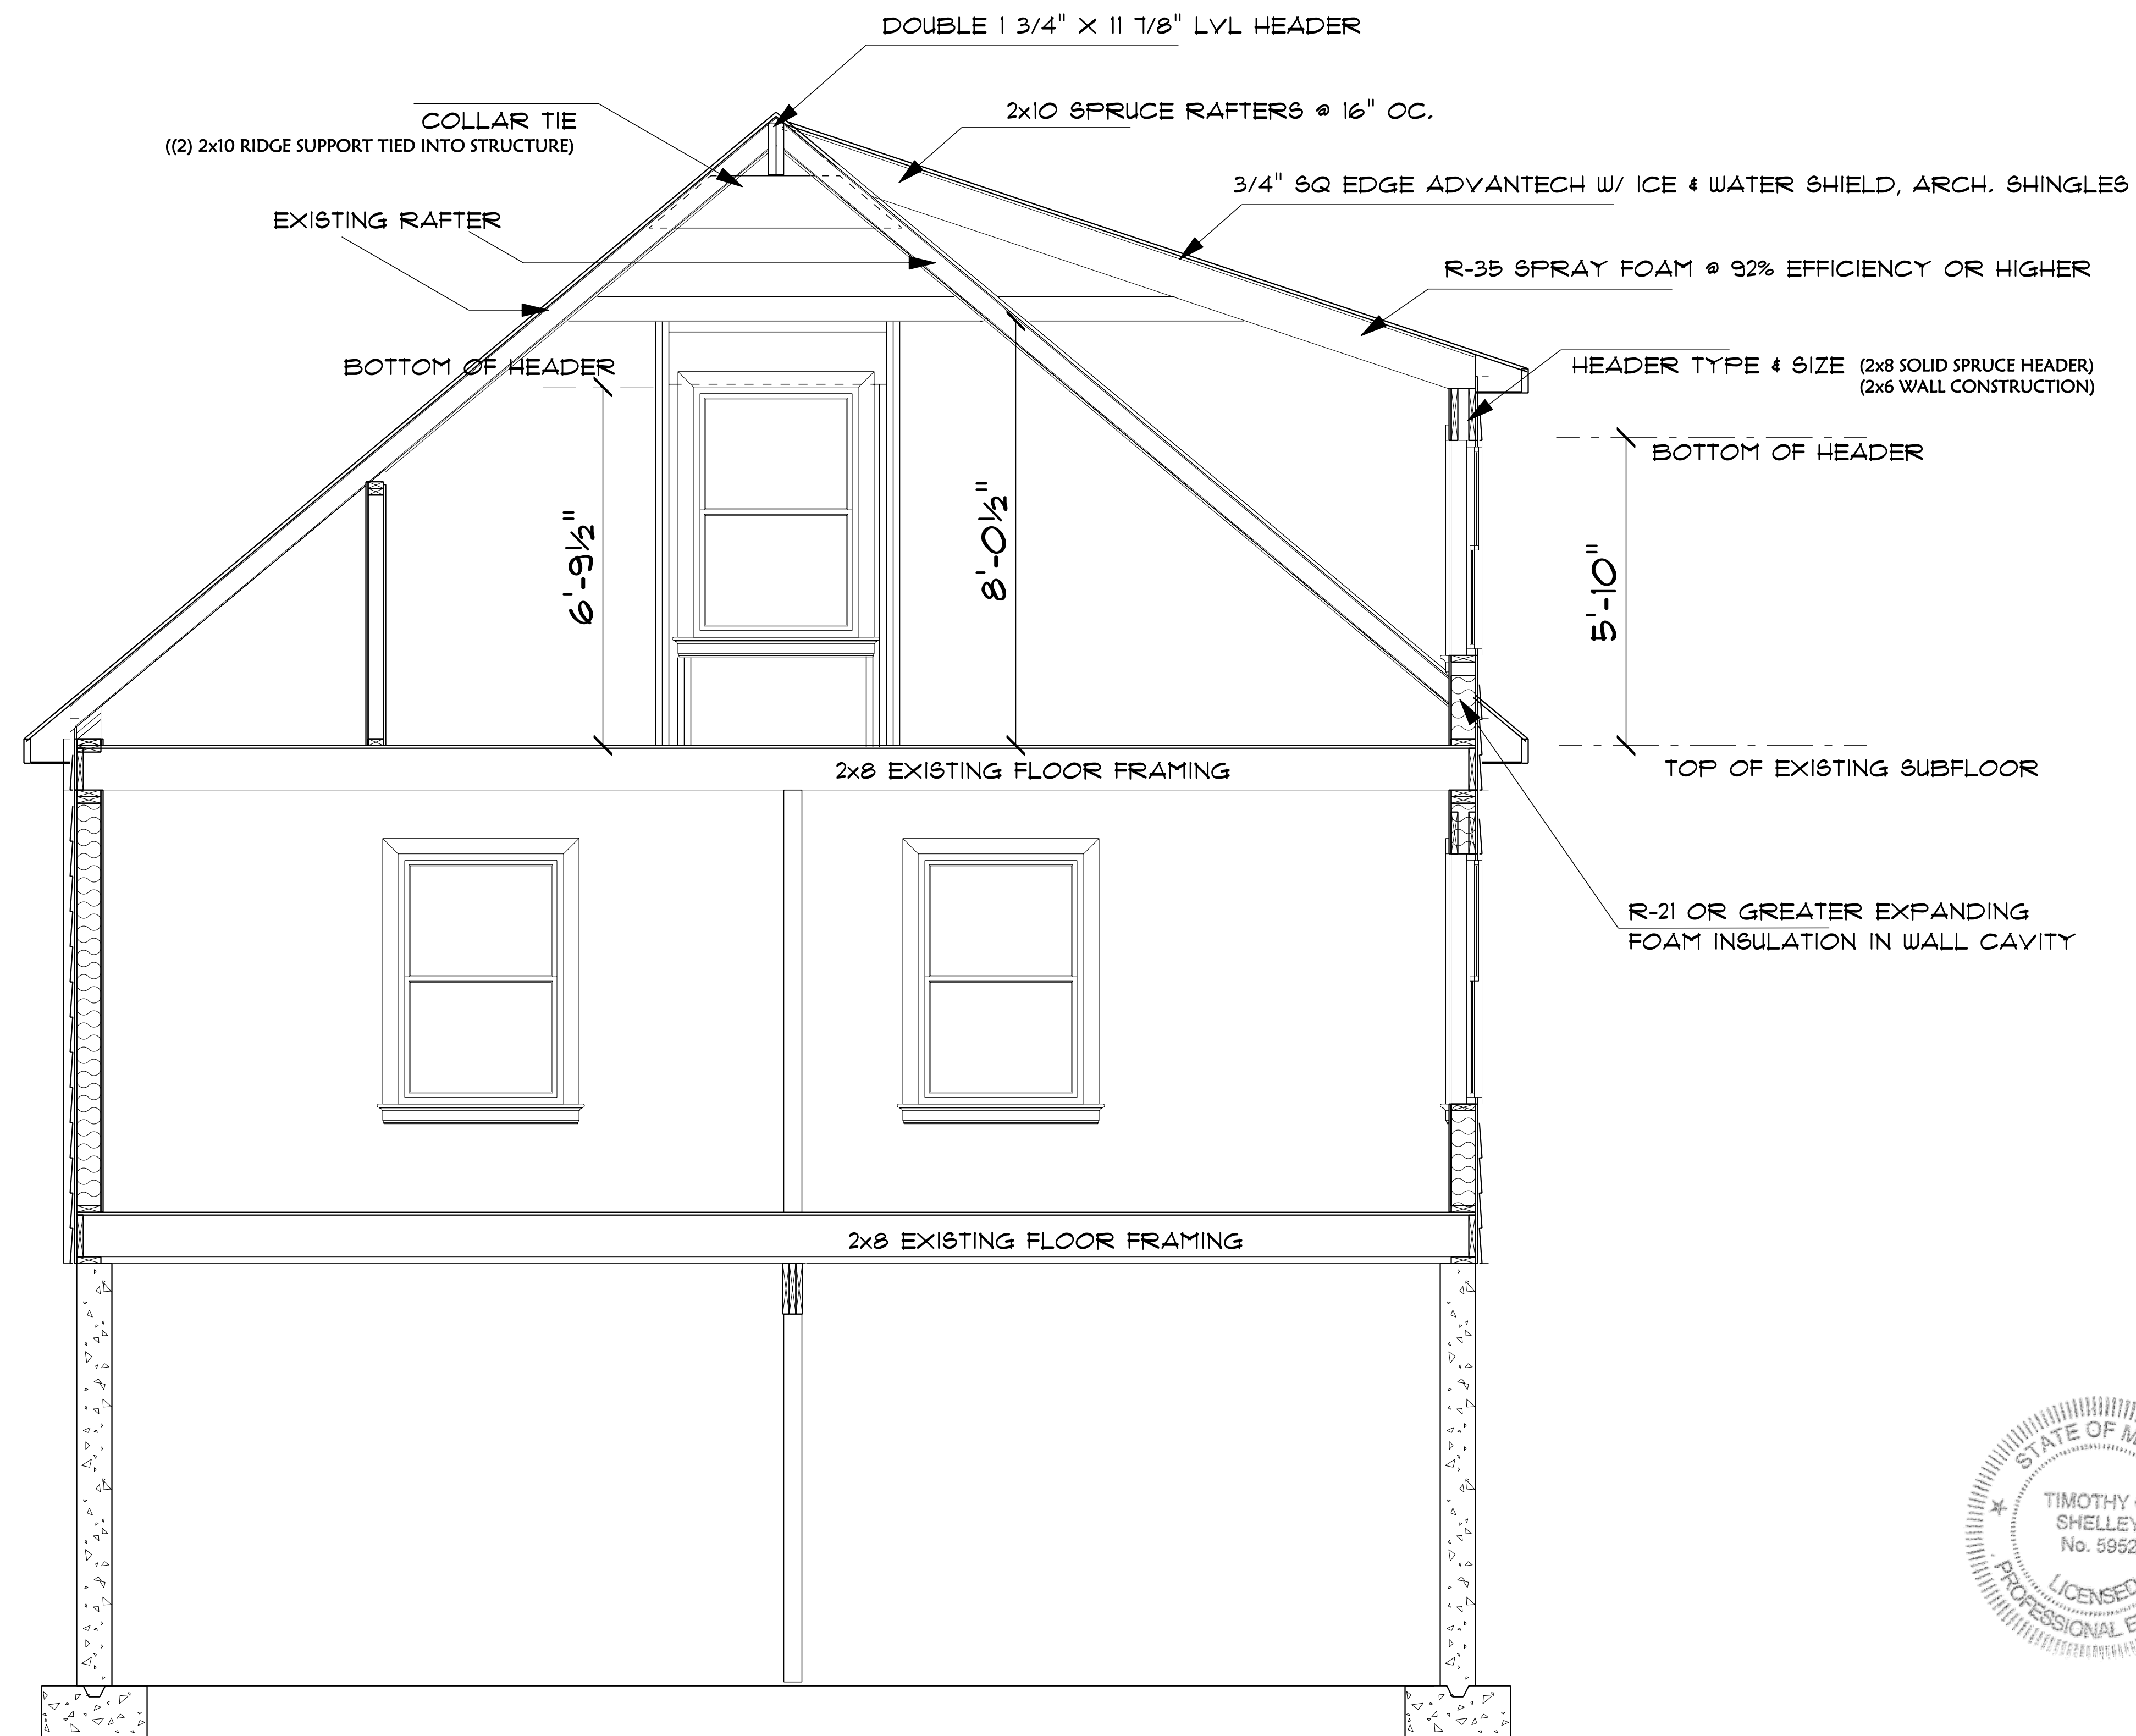 DOUBLE 1 3/4" X 11 7/8" LVL HEADER
COLLAR TIE
((2) 2x10 RIDGE SUPPORT TIED INTO STRUCTURE)
2x10 SPRUCE RAFTERS @ 16" OC.
3/4" SQ EDGE ADVANTECH W/ ICE & WATER SHIELD, ARCH. SHINGLES
EXISTING RAFTER
R-35 SPRAY FOAM @ 92% EFFICIENCY OR HIGHER
BOTTOM OF HEADER
HEADER TYPE & SIZE (2x8 SOLID SPRUCE HEADER)
(2x6 WALL CONSTRUCTION)
BOTTOM OF HEADER
6'-9½"
8'-0½"
5'-10"
2x8 EXISTING FLOOR FRAMING
TOP OF EXISTING SUBFLOOR
R-21 OR GREATER EXPANDING
FOAM INSULATION IN WALL CAVITY
2x8 EXISTING FLOOR FRAMING
STATE OF
TIMOTHY
SHELLEY
No. 5952
LICENSED
PROFESSIONAL